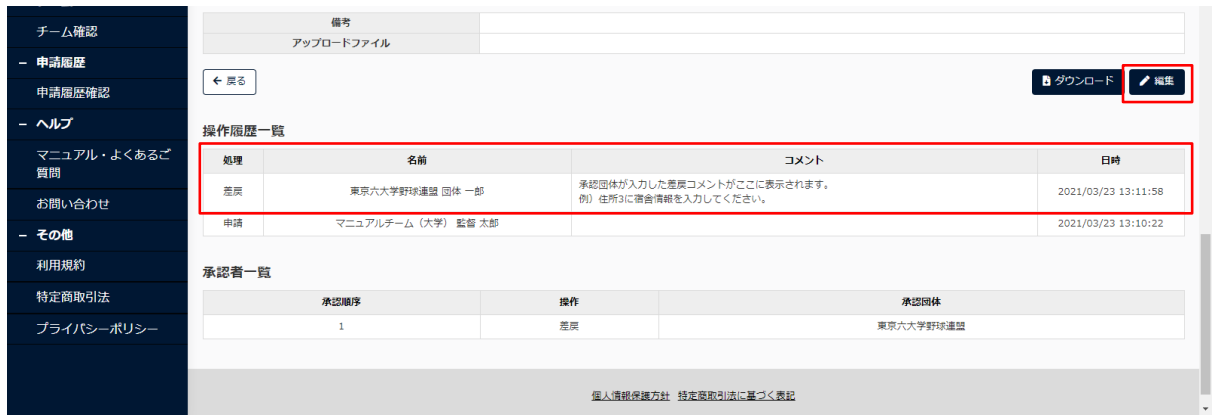 チーム確認
－ 申請履歴
申請履歴確認
－ ヘルプ
マニュアル・よくあるご
質問
お問い合わせ
－ その他
利用規約
特定商取引法
プライバシーポリシー
備考
アップロードファイル
← 戻る
ダウンロード
編集
操作履歴一覧
処理 名前 コメント 日時
差戻 東京六大学野球連盟 団体 一郎 承認団体が入力した差戻コメントがここに表示されます。 2021/03/23 13:11:58
例）住所3に宿舎情報を入力してください。
申請 マニュアルチーム（大学） 監督 太郎 2021/03/23 13:10:22
承認者一覧
承認順序 操作 承認団体
1 差戻 東京六大学野球連盟
個人情報保護方針 特定商取引法に基づく表記